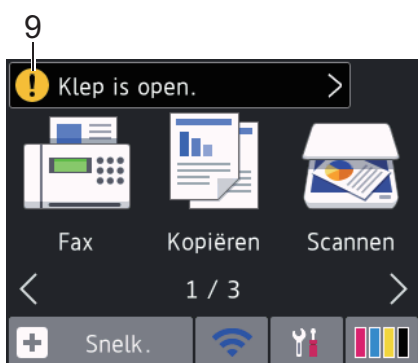 9
Klep is open.
Fax Kopiëren Scannen
1 / 3
Snelk.